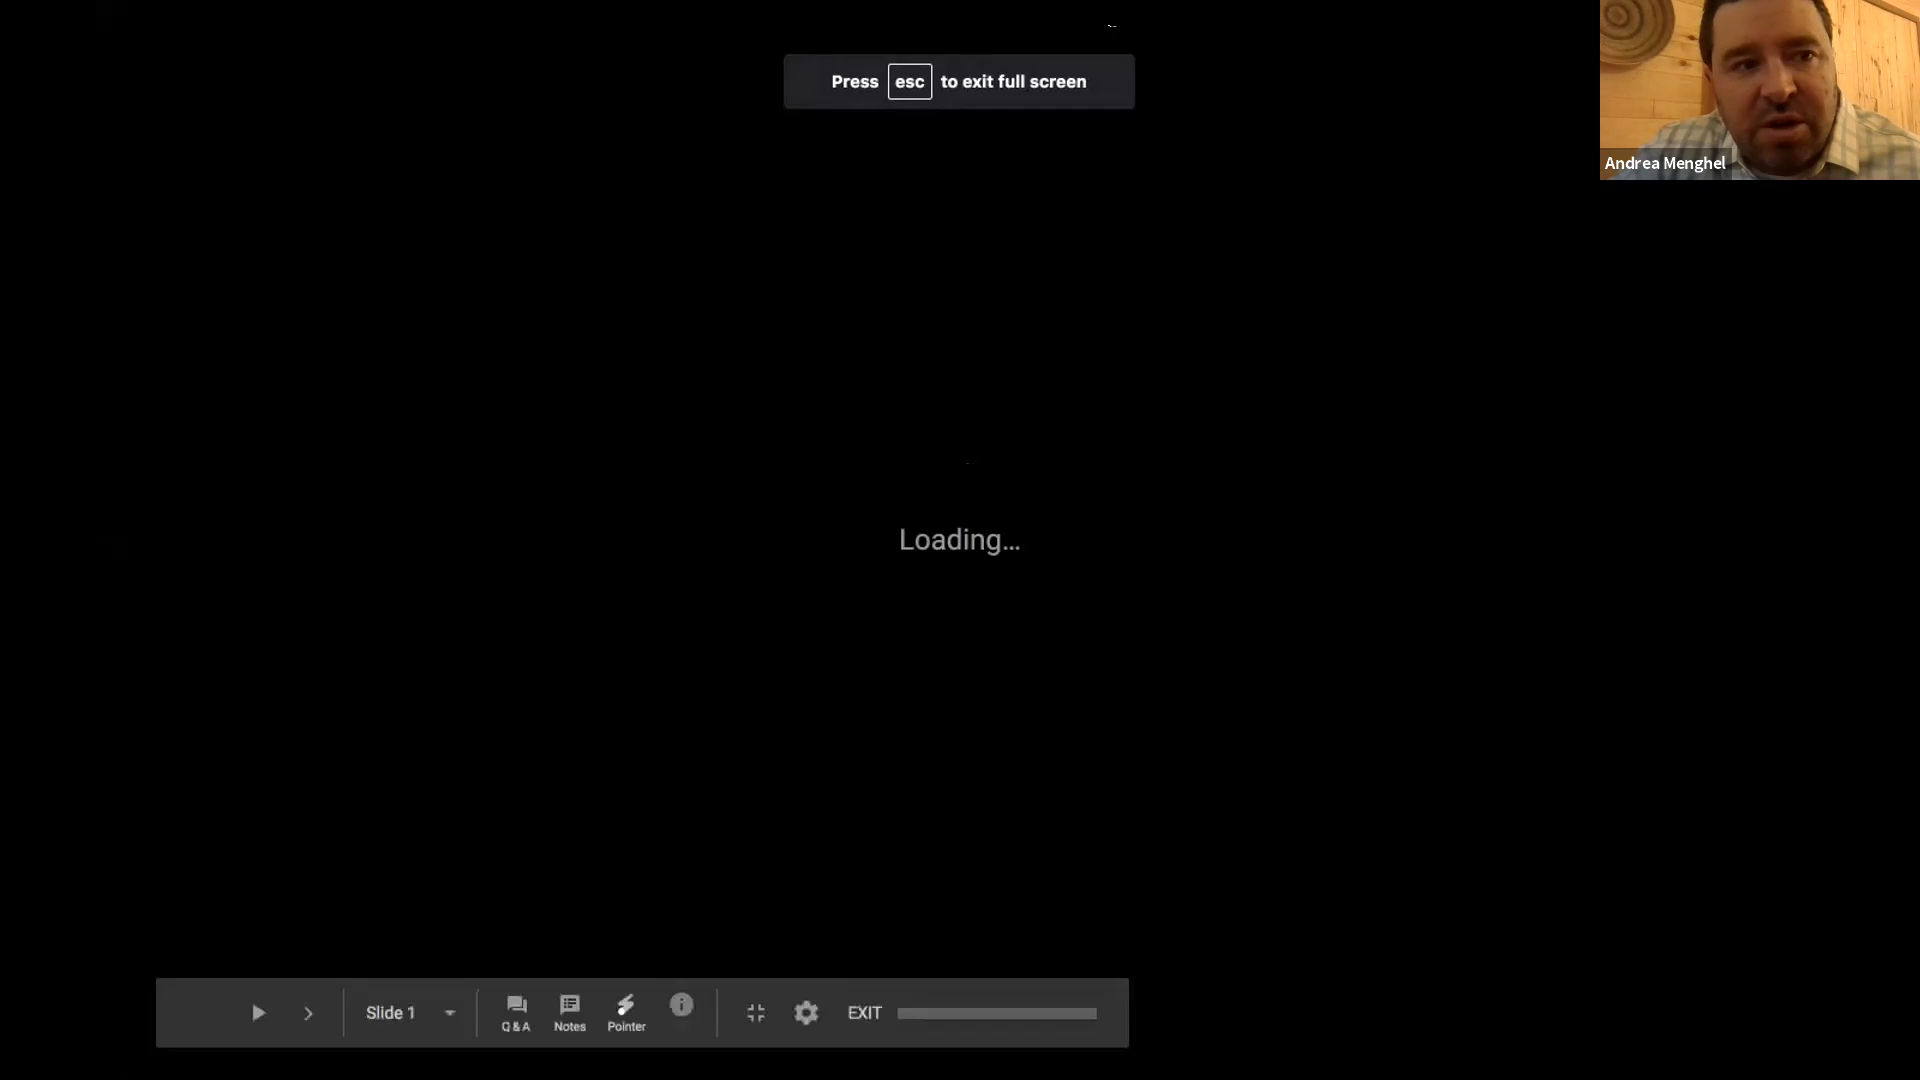 Press esc to exit full screen
Andrea Menghel
Loading...
Slide 1
Q & A
Notes
Pointer
EXIT